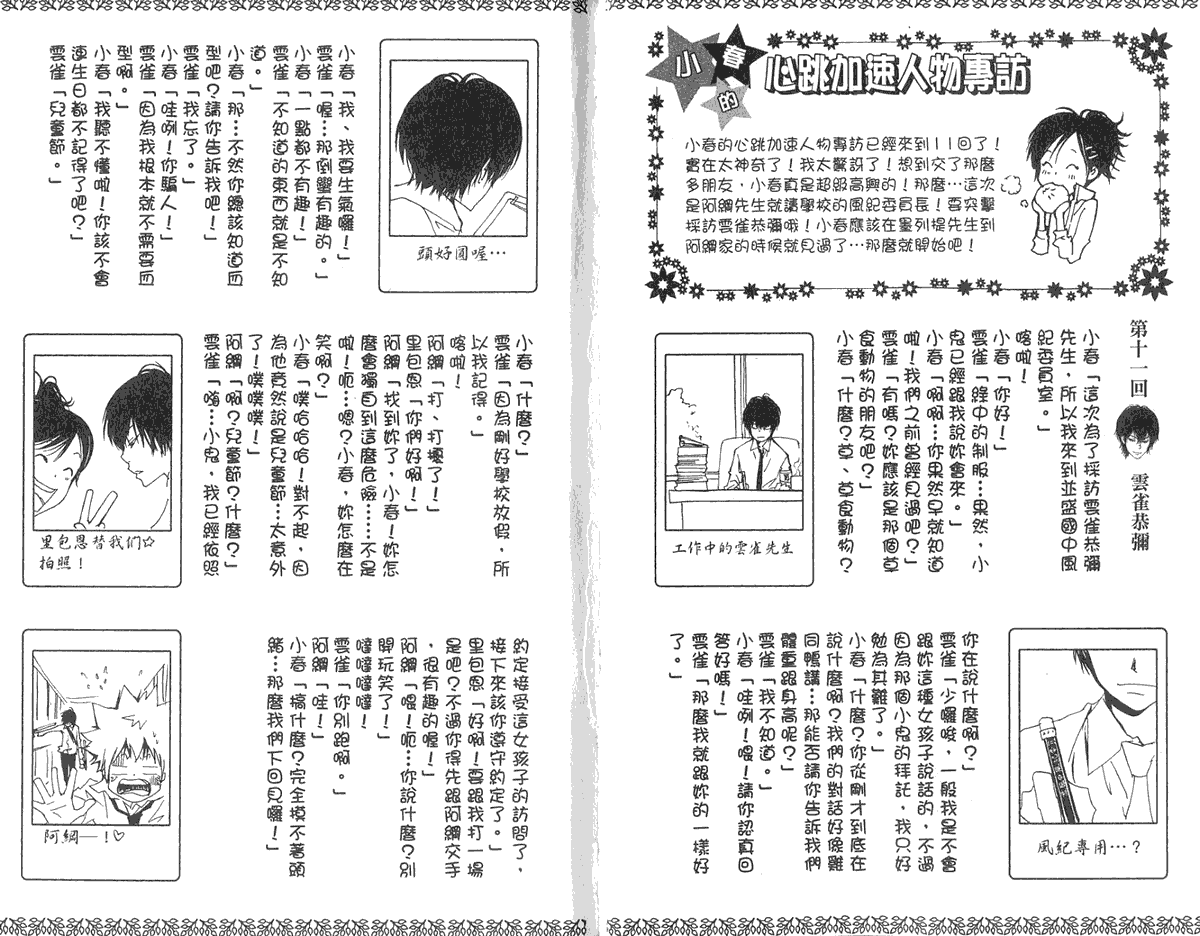 小春的
心跳加速人物專訪
小春的心跳加速人物專訪已經來到11回了！
實在太神奇了！我太驚訝了！想到交了那麼
多朋友，小春真是超級高興的！那麼…這次
是阿綱先生就讀學校的風紀委員長！要突擊
採訪雲雀恭彌哦！小春應該在畫列提先生到
阿綱家的時候就見過了…那麼就開始吧！
第十一回 雲雀恭彌
小春「這次為了採訪雲雀恭彌
先生，所以我來到並盛國中風
紀委員室。」
喀啦！
小春「你好！」
雲雀「綠中的制服…果然，小
鬼已經跟我說妳會來。」
小春「啊啊…你果然早就知道
啦！我們之前曾經見過吧？」
雲雀「有嗎？妳應該是那個草
食動物的朋友吧？」
小春「什麼？草、草食動物？
工作中的雲雀先生
你在說什麼啊？」
雲雀「少囉唆，一般我是不會
跟妳這種女孩子說話的，不過
因為那個小鬼的拜託，我只好
勉為其難了。」
小春「什麼？你從剛才到底在
說什麼啊？我們的對話好像雞
同鴨講…那能否請你告訴我們
體重跟身高呢？」
雲雀「我不知道。」
小春「哇咧！喂！請你認真回
答好嗎！」
雲雀「那麼我就跟妳的一樣好
了。」
風紀專用…？
小春「我、我要生氣囉！」
雲雀「喔…那倒蠻有趣的。」
小春「一點都不有趣！」
雲雀「不知道的東西就是不知
道。」
小春「那…不然你總該知道血
型吧？請你告訴我吧！」
雲雀「我忘了。」
小春「哇咧！你騙人！」
雲雀「因為我根本就不需要血
型啊。」
小春「我聽不懂啦！你該不會
連生日都不記得了吧？」
雲雀「兒童節。」
頭好圓喔…
小春「什麼？」
雲雀「因為剛好學校放假，所
以我記得。」
喀啦！
阿綱「打、打擾了！」
里包恩「你們好啊！」
阿綱「找到妳了，小春！妳怎
麼會獨自到這麼危險……不是
啦！呃…嗯？小春，妳怎麼在
笑啊？」
小春「噗哈哈哈！對不起，因
為他竟然說是兒童節…太意外
了！噗噗噗！」
阿綱「啊？兒童節？什麼？」
雲雀「嗨…小鬼，我已經依照
里包恩替我們☆
拍照！
約定接受這女孩子的訪問了，
接下來該你遵守約定了。」
里包恩「好啊！要跟我打一場
是吧？不過你得先跟阿綱交手
，很有趣的喔！」
阿綱「喂！呃…你說什麼？別
開玩笑了！」
噠噠噠噠！
雲雀「你別跑啊。」
阿綱「哇！」
小春「搞什麼？完全摸不著頭
緒…那麼我們下回見囉！」
阿綱—！♡